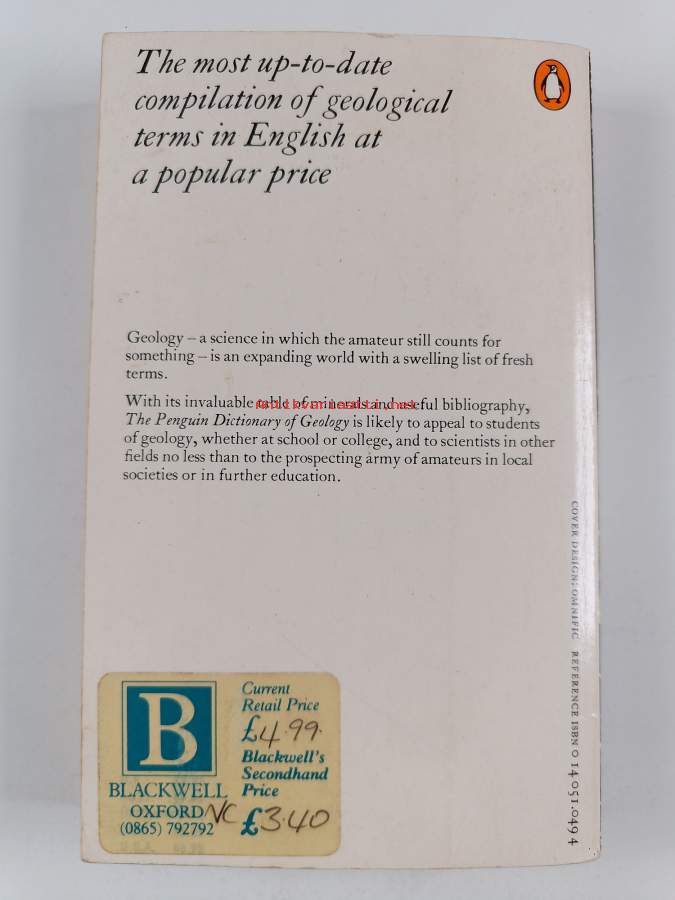 The most up-to-date
compilation of geological
terms in English at
a popular price
Geology – a science in which the amateur still counts for
something – is an expanding world with a swelling list of fresh
terms.
With its invaluable table of minerals and useful bibliography,
The Penguin Dictionary of Geology is likely to appeal to students
of geology, whether at school or college, and to scientists in other
fields no less than to the prospecting army of amateurs in local
societies or in further education.
COVER DESIGN: OMNIFIC REFERENCE ISBN 0 14 051.049 4
B
BLACKWELL
OXFORD
(0865) 792792
NC
Current
Retail Price
£4.99.
Blackwell's
Secondhand
Price
£3.40